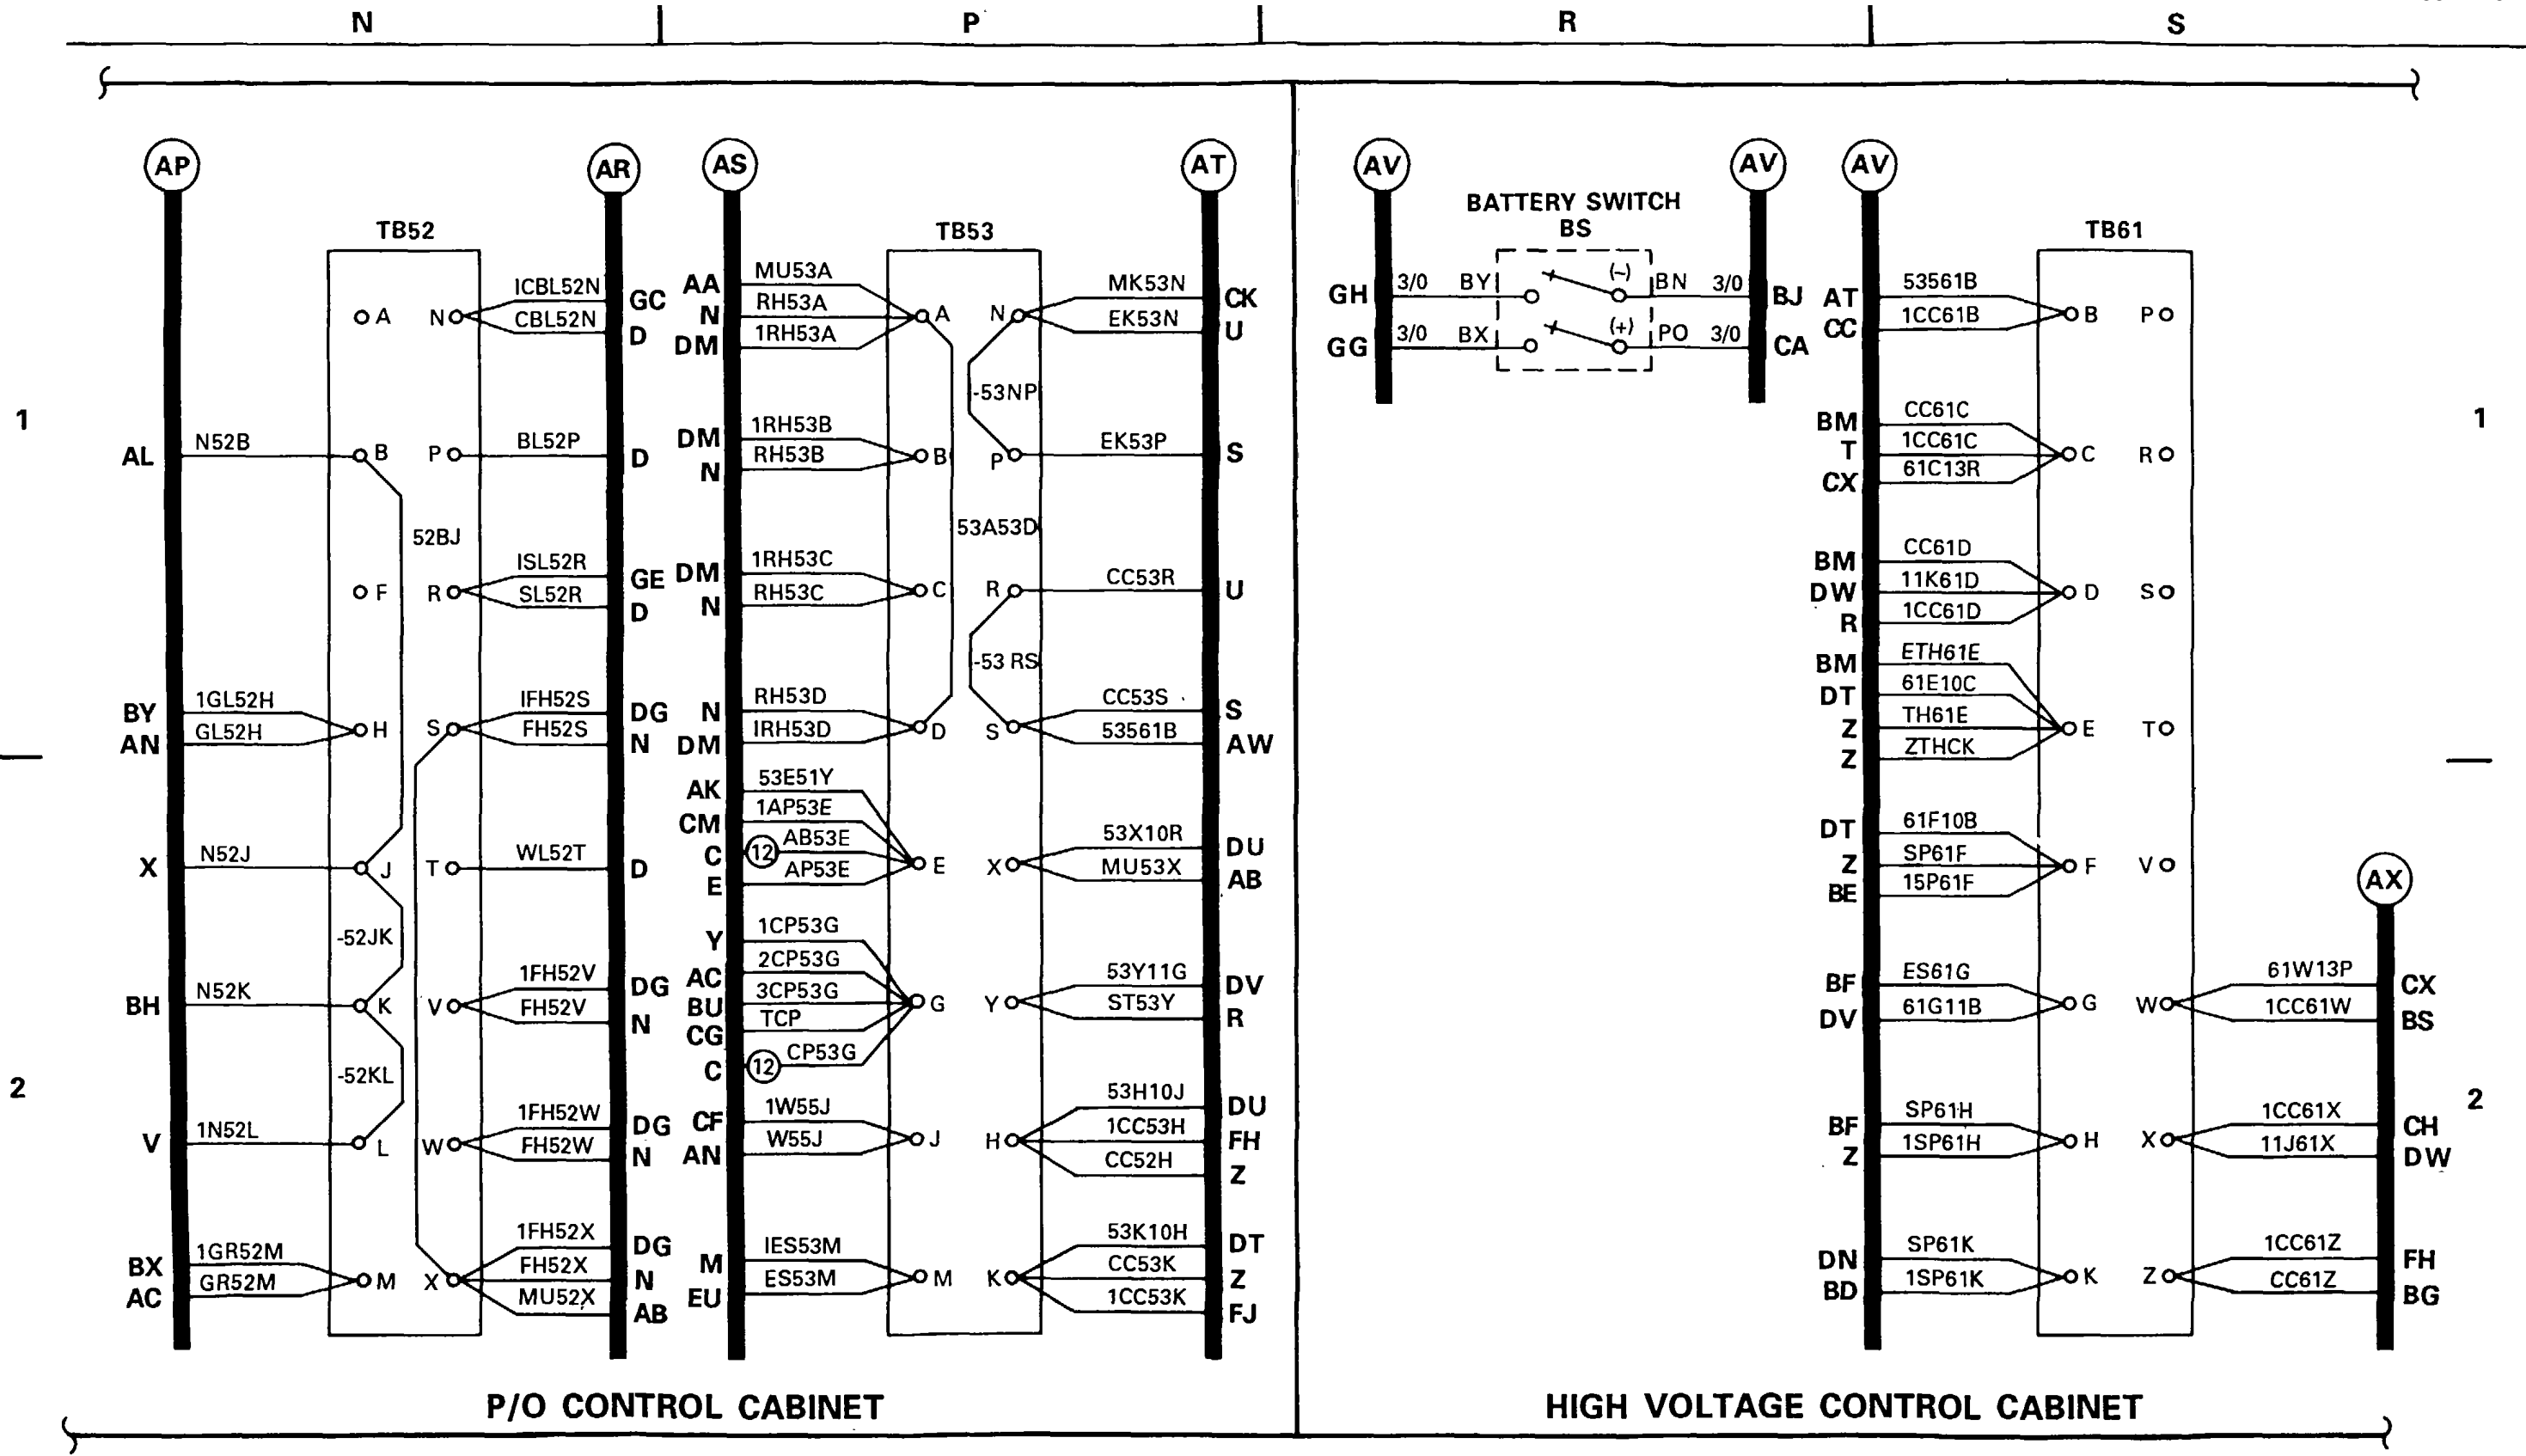 N P R S
AP AR AS AT AV AV AV
BATTERY SWITCH
BS
TB52 TB53 TB61
1 1
2 2
AL N52B B
BY 1GL52H
AN GL52H H
X N52J J
BH N52K K
V 1N52L L
BX 1GR52M
AC GR52M M
A
F
52BJ
-52JK
-52KL
N ICBL52N GC
CBL52N D
P BL52P D
R ISL52R GE
SL52R D
S IFH52S DG
FH52S N
T WL52T D
V 1FH52V DG
FH52V N
W 1FH52W DG
FH52W N
X 1FH52X DG
FH52X N
MU52X AB
AA MU53A
N RH53A A
DM 1RH53A
DM 1RH53B
N RH53B B
DM 1RH53C
N RH53C C
N RH53D
DM IRH53D D
AK 53E51Y
CM 1AP53E
C 12 AB53E E
E AP53E
Y 1CP53G
AC 2CP53G
BU 3CP53G G
CG TCP
C 12 CP53G
CF 1W55J
AN W55J J
M IES53M
EU ES53M M
-53NP
53A53D
-53 RS
N MK53N CK
EK53N U
P EK53P S
R CC53R U
S CC53S S
53561B AW
X 53X10R DU
MU53X AB
Y 53Y11G DV
ST53Y R
H 53H10J DU
1CC53H FH
CC52H Z
K 53K10H DT
CC53K Z
1CC53K FJ
GH 3/0 BY (-) BN 3/0 BJ
GG 3/0 BX (+) PO 3/0 CA
AT 53561B
CC 1CC61B B P
BM CC61C
T 1CC61C C R
CX 61C13R
BM CC61D
DW 11K61D D S
R 1CC61D
BM ETH61E
DT 61E10C
Z TH61E E T
Z ZTHCK
DT 61F10B
Z SP61F F V
BE 15P61F
BF ES61G
DV 61G11B G
BF SP61H
Z 1SP61H H
DN SP61K
BD 1SP61K K
AX
W 61W13P CX
1CC61W BS
X 1CC61X CH
11J61X DW
Z 1CC61Z FH
CC61Z BG
P/O CONTROL CABINET
HIGH VOLTAGE CONTROL CABINET